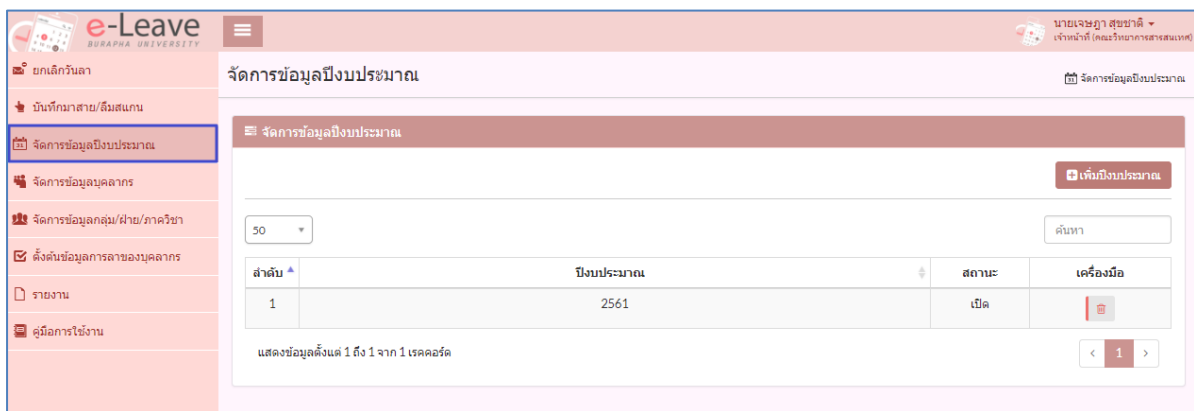 e-Leave
BURAPHA UNIVERSITY
นายเจษฎา สุขชาติ
เจ้าหน้าที่ (คณะวิทยาการสารสนเทศ)
ยกเลิกวันลา
บันทึกมาสาย/ลืมสแกน
จัดการข้อมูลปีงบประมาณ
จัดการข้อมูลบุคลากร
จัดการข้อมูลกลุ่ม/ฝ่าย/ภาควิชา
ตั้งต้นข้อมูลการลาของบุคลากร
รายงาน
คู่มือการใช้งาน
จัดการข้อมูลปีงบประมาณ
จัดการข้อมูลปีงบประมาณ
จัดการข้อมูลปีงบประมาณ
เพิ่มปีงบประมาณ
50 ค้นหา
ลำดับ ปีงบประมาณ สถานะ เครื่องมือ
1 2561 เปิด
แสดงข้อมูลตั้งแต่ 1 ถึง 1 จาก 1 เรคคอร์ด
< 1 >